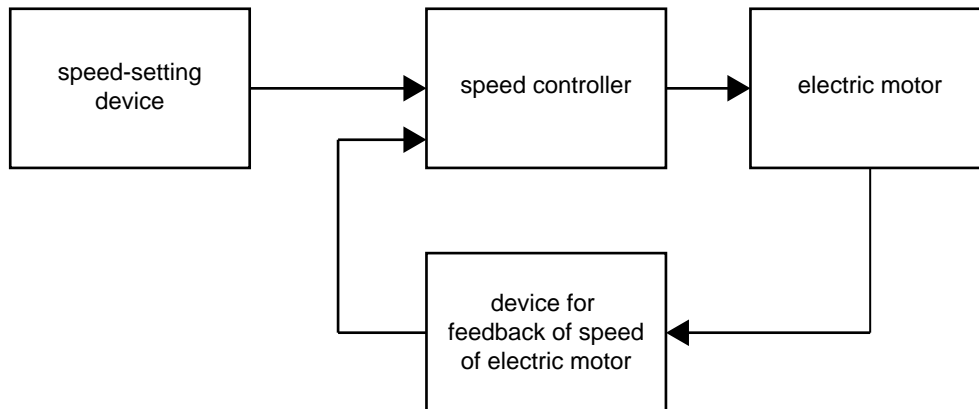 speed-setting
device
speed controller
electric motor
device for
feedback of speed
of electric motor